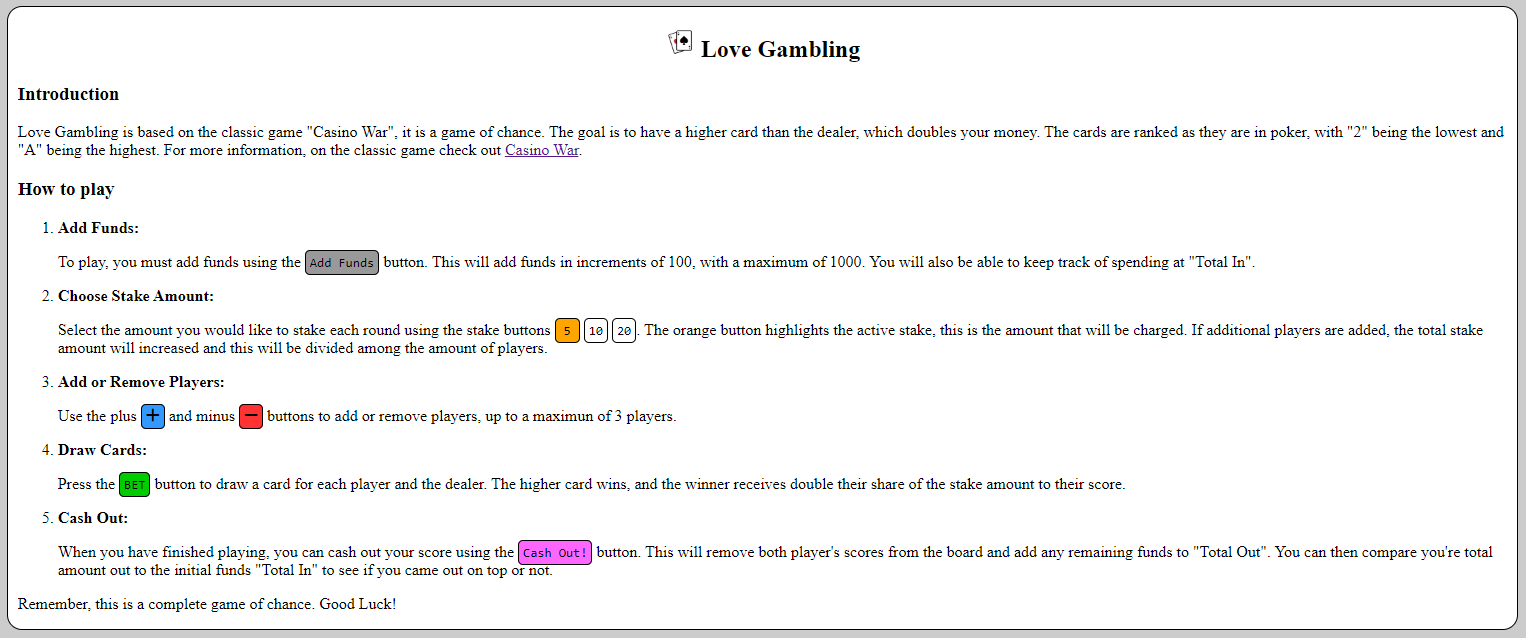 Love Gambling
Introduction
Love Gambling is based on the classic game "Casino War", it is a game of chance. The goal is to have a higher card than the dealer, which doubles your money. The cards are ranked as they are in poker, with "2" being the lowest and
"A" being the highest. For more information, on the classic game check out Casino War.
How to play
1. Add Funds:
To play, you must add funds using the Add Funds button. This will add funds in increments of 100, with a maximum of 1000. You will also be able to keep track of spending at "Total In".
2. Choose Stake Amount:
Select the amount you would like to stake each round using the stake buttons 5 10 20. The orange button highlights the active stake, this is the amount that will be charged. If additional players are added, the total stake
amount will increased and this will be divided among the amount of players.
3. Add or Remove Players:
Use the plus + and minus − buttons to add or remove players, up to a maximun of 3 players.
4. Draw Cards:
Press the BET button to draw a card for each player and the dealer. The higher card wins, and the winner receives double their share of the stake amount to their score.
5. Cash Out:
When you have finished playing, you can cash out your score using the Cash Out! button. This will remove both player's scores from the board and add any remaining funds to "Total Out". You can then compare you're total
amount out to the initial funds "Total In" to see if you came out on top or not.
Remember, this is a complete game of chance. Good Luck!